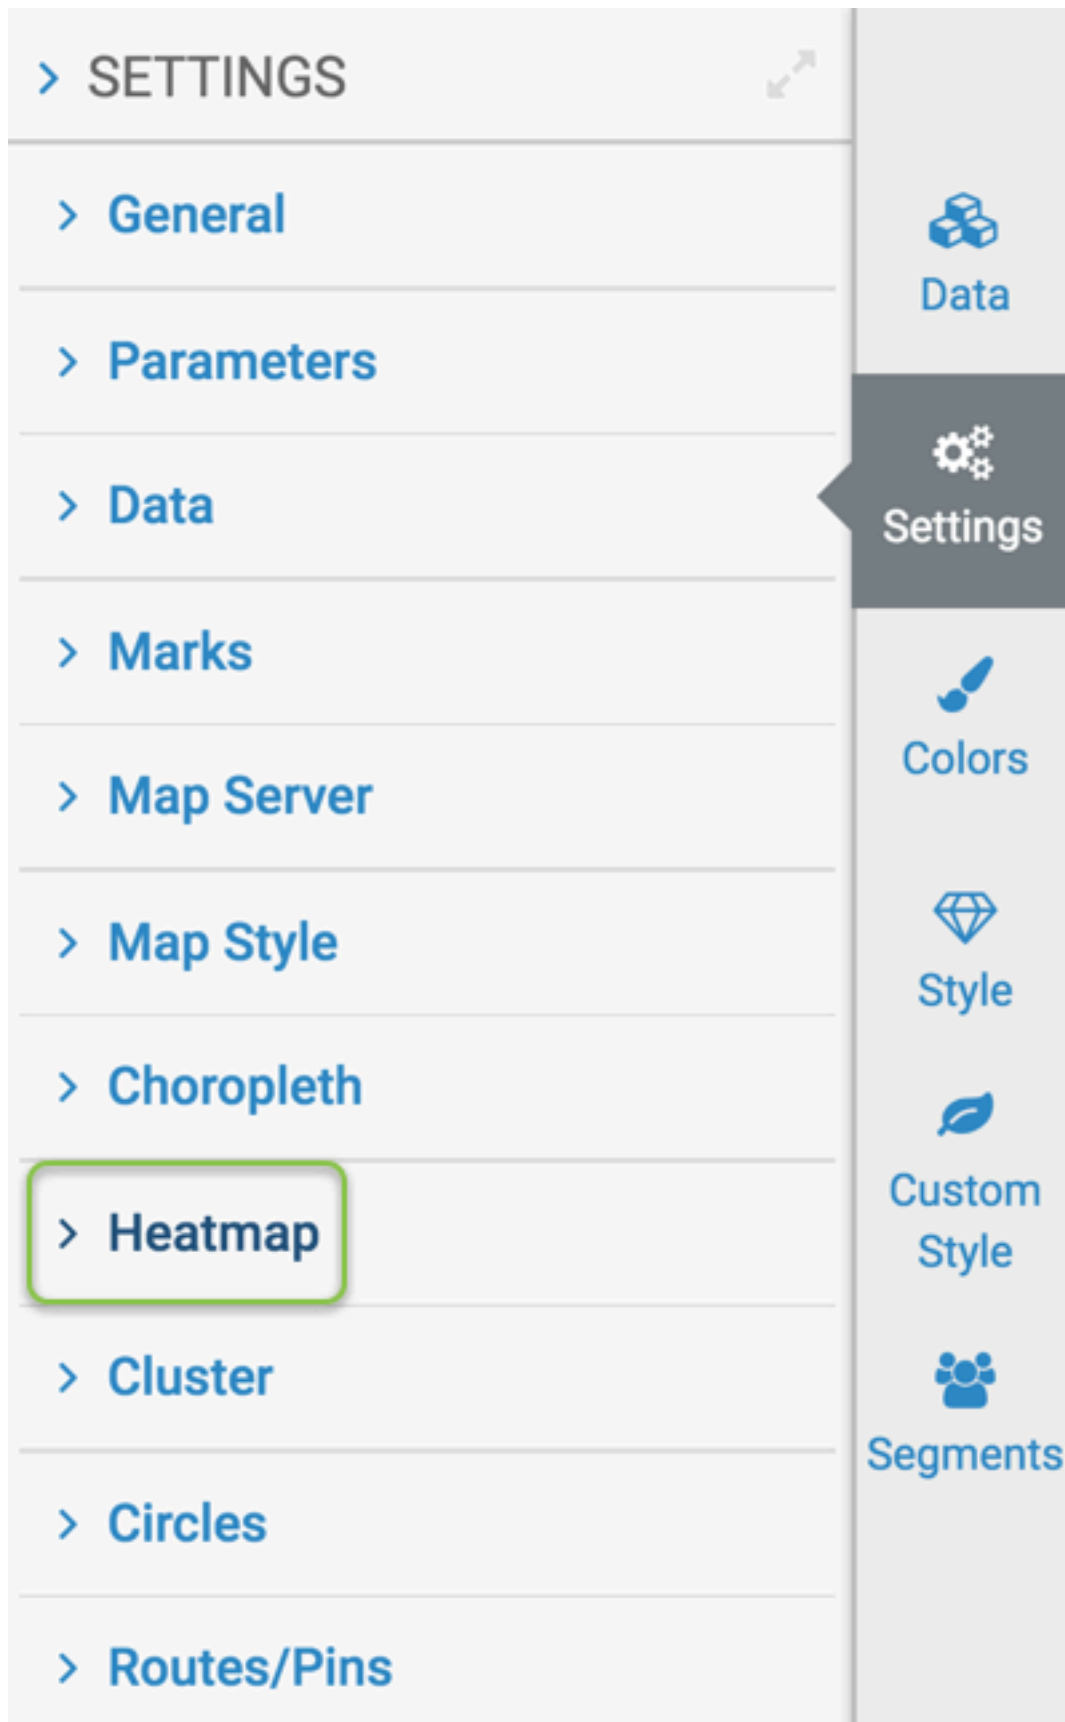 SETTINGS
General
Parameters
Data
Marks
Map Server
Map Style
Choropleth
Heatmap
Cluster
Circles
Routes/Pins
Data
Settings
Colors
Style
Custom
Style
Segments